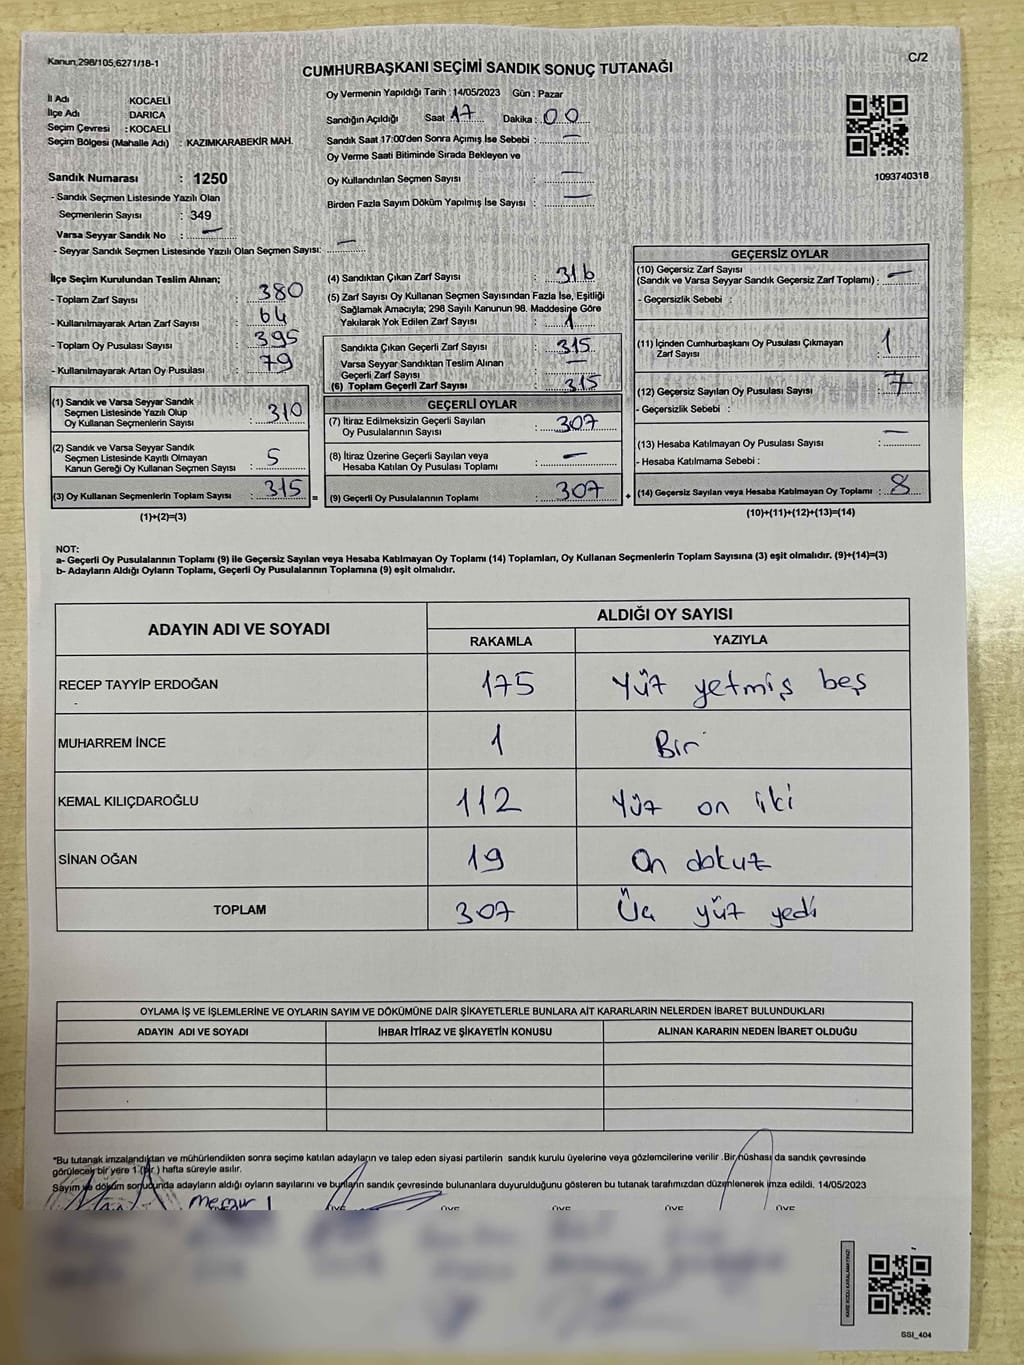 Kanun,298/105,6271/18-1
C/2
CUMHURBAŞKANI SEÇİMİ SANDIK SONUÇ TUTANAĞI
İl Adı KOCAELİ
İlçe Adı DARICA
Seçim Çevresi : KOCAELİ
Seçim Bölgesi (Mahalle Adı) : KAZIMKARABEKİR MAH.
Sandık Numarası : 1250
- Sandık Seçmen Listesinde Yazılı Olan
Seçmenlerin Sayısı : 349
Varsa Seyyar Sandık No : —
- Seyyar Sandık Seçmen Listesinde Yazılı Olan Seçmen Sayısı: —
Oy Vermenin Yapıldığı Tarih : 14/05/2023 Gün : Pazar
Sandığın Açıldığı Saat 17 Dakika : 00
Sandık Saat 17:00'den Sonra Açımış İse Sebebi : —
Oy Verme Saati Bitiminde Sırada Bekleyen ve
Oy Kullandırılan Seçmen Sayısı : —
Birden Fazla Sayım Döküm Yapılmış İse Sayısı : —
1093740318
İlçe Seçim Kurulundan Teslim Alınan;
- Toplam Zarf Sayısı : 380
- Kullanılmayarak Artan Zarf Sayısı : 64
- Toplam Oy Pusulası Sayısı : 395
- Kullanılmayarak Artan Oy Pusulası : 79
(1) Sandık ve Varsa Seyyar Sandık
Seçmen Listesinde Yazılı Olup
Oy Kullanan Seçmenlerin Sayısı : 310
(2) Sandık ve Varsa Seyyar Sandık
Seçmen Listesinde Kayıtlı Olmayan
Kanun Gereği Oy Kullanan Seçmen Sayısı : 5
(3) Oy Kullanan Seçmenlerin Toplam Sayısı : 315 =
(1)+(2)=(3)
(4) Sandıktan Çıkan Zarf Sayısı : 316
(5) Zarf Sayısı Oy Kullanan Seçmen Sayısından Fazla İse, Eşitliği
Sağlamak Amacıyla; 298 Sayılı Kanunun 98. Maddesine Göre
Yakılarak Yok Edilen Zarf Sayısı : 1
Sandıkta Çıkan Geçerli Zarf Sayısı : 315
Varsa Seyyar Sandıktan Teslim Alınan
Geçerli Zarf Sayısı : —
(6) Toplam Geçerli Zarf Sayısı : 315
GEÇERLİ OYLAR
(7) İtiraz Edilmeksizin Geçerli Sayılan
Oy Pusulalarının Sayısı : 307
(8) İtiraz Üzerine Geçerli Sayılan veya
Hesaba Katılan Oy Pusulası Toplamı : —
(9) Geçerli Oy Pusulalarının Toplamı : 307 +
GEÇERSİZ OYLAR
(10) Geçersiz Zarf Sayısı
(Sandık ve Varsa Seyyar Sandık Geçersiz Zarf Toplamı) : —
- Geçersizlik Sebebi :
(11) İçinden Cumhurbaşkanı Oy Pusulası Çıkmayan
Zarf Sayısı : 1
(12) Geçersiz Sayılan Oy Pusulası Sayısı : 7
- Geçersizlik Sebebi :
(13) Hesaba Katılmayan Oy Pusulası Sayısı : —
- Hesaba Katılmama Sebebi :
(14) Geçersiz Sayılan veya Hesaba Katılmayan Oy Toplamı : 8
(10)+(11)+(12)+(13)=(14)
NOT:
a- Geçerli Oy Pusulalarının Toplamı (9) ile Geçersiz Sayılan veya Hesaba Katılmayan Oy Toplamı (14) Toplamları, Oy Kullanan Seçmenlerin Toplam Sayısına (3) eşit olmalıdır. (9)+(14)=(3)
b- Adayların Aldığı Oyların Toplamı, Geçerli Oy Pusulalarının Toplamına (9) eşit olmalıdır.
ADAYIN ADI VE SOYADI ALDIĞI OY SAYISI
RAKAMLA YAZIYLA
RECEP TAYYİP ERDOĞAN 175 Yüz yetmiş beş
MUHARREM İNCE 1 Bir
KEMAL KILIÇDAROĞLU 112 Yüz on iki
SİNAN OĞAN 19 On dokuz
TOPLAM 307 Üç yüz yedi
OYLAMA İŞ VE İŞLEMLERİNE VE OYLARIN SAYIM VE DÖKÜMÜNE DAİR ŞİKAYETLERLE BUNLARA AİT KARARLARIN NELERDEN İBARET BULUNDUKLARI
ADAYIN ADI VE SOYADI İHBAR İTİRAZ VE ŞİKAYETİN KONUSU ALINAN KARARIN NEDEN İBARET OLDUĞU
*Bu tutanak imzalandıktan ve mühürlendikten sonra seçime katılan adayların ve talep eden siyasi partilerin sandık kurulu üyelerine veya gözlemcilerine verilir .Bir nüshası da sandık çevresinde
görülecek bir yere 1 (bir ) hafta süreyle asılır.
Sayım ve döküm sonucunda adayların aldığı oyların sayılarını ve bunların sandık çevresinde bulunanlara duyurulduğunu gösteren bu tutanak tarafımızdan düzenlenerek imza edildi. 14/05/2023
ÜYE ÜYE ÜYE ÜYE ÜYE
SSI_404